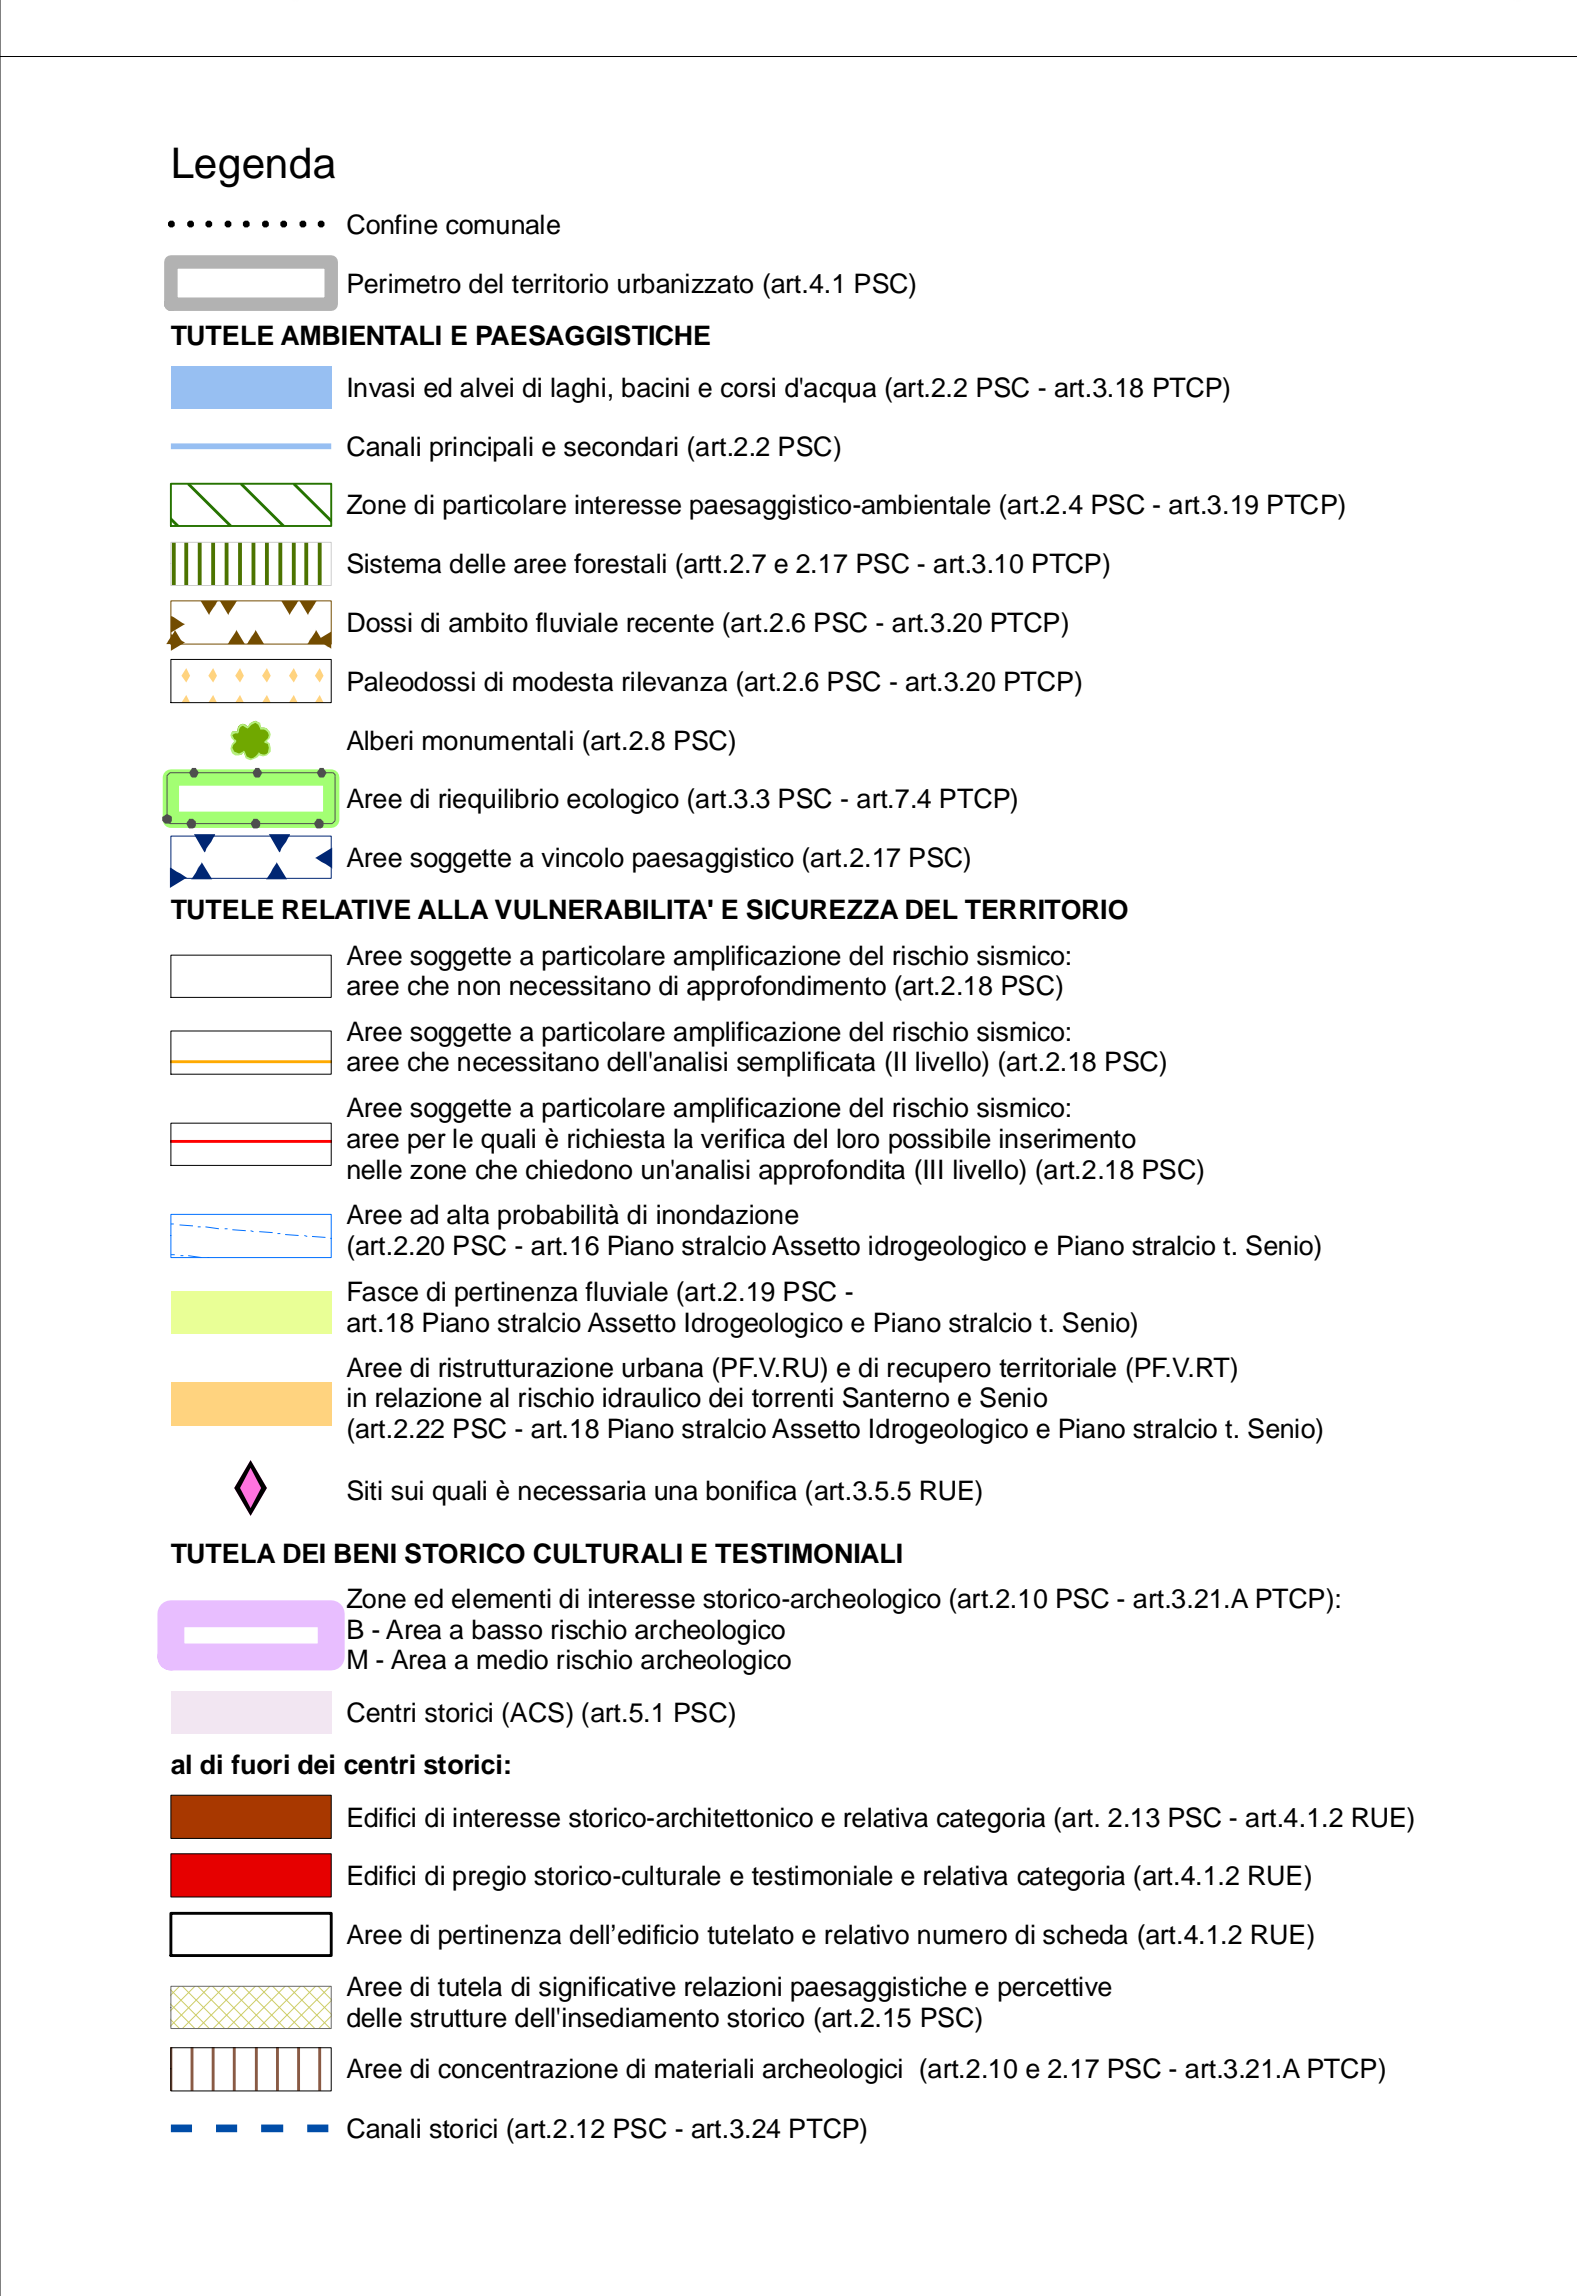 Legenda
Confine comunale
Perimetro del territorio urbanizzato (art.4.1 PSC)
TUTELE AMBIENTALI E PAESAGGISTICHE
Invasi ed alvei di laghi, bacini e corsi d'acqua (art.2.2 PSC - art.3.18 PTCP)
Canali principali e secondari (art.2.2 PSC)
Zone di particolare interesse paesaggistico-ambientale (art.2.4 PSC - art.3.19 PTCP)
Sistema delle aree forestali (artt.2.7 e 2.17 PSC - art.3.10 PTCP)
Dossi di ambito fluviale recente (art.2.6 PSC - art.3.20 PTCP)
Paleodossi di modesta rilevanza (art.2.6 PSC - art.3.20 PTCP)
Alberi monumentali (art.2.8 PSC)
Aree di riequilibrio ecologico (art.3.3 PSC - art.7.4 PTCP)
Aree soggette a vincolo paesaggistico (art.2.17 PSC)
TUTELE RELATIVE ALLA VULNERABILITA' E SICUREZZA DEL TERRITORIO
Aree soggette a particolare amplificazione del rischio sismico:
aree che non necessitano di approfondimento (art.2.18 PSC)
Aree soggette a particolare amplificazione del rischio sismico:
aree che necessitano dell'analisi semplificata (II livello) (art.2.18 PSC)
Aree soggette a particolare amplificazione del rischio sismico:
aree per le quali è richiesta la verifica del loro possibile inserimento
nelle zone che chiedono un'analisi approfondita (III livello) (art.2.18 PSC)
Aree ad alta probabilità di inondazione
(art.2.20 PSC - art.16 Piano stralcio Assetto idrogeologico e Piano stralcio t. Senio)
Fasce di pertinenza fluviale (art.2.19 PSC -
art.18 Piano stralcio Assetto Idrogeologico e Piano stralcio t. Senio)
Aree di ristrutturazione urbana (PF.V.RU) e di recupero territoriale (PF.V.RT)
in relazione al rischio idraulico dei torrenti Santerno e Senio
(art.2.22 PSC - art.18 Piano stralcio Assetto Idrogeologico e Piano stralcio t. Senio)
Siti sui quali è necessaria una bonifica (art.3.5.5 RUE)
TUTELA DEI BENI STORICO CULTURALI E TESTIMONIALI
Zone ed elementi di interesse storico-archeologico (art.2.10 PSC - art.3.21.A PTCP):
B - Area a basso rischio archeologico
M - Area a medio rischio archeologico
Centri storici (ACS) (art.5.1 PSC)
al di fuori dei centri storici:
Edifici di interesse storico-architettonico e relativa categoria (art. 2.13 PSC - art.4.1.2 RUE)
Edifici di pregio storico-culturale e testimoniale e relativa categoria (art.4.1.2 RUE)
Aree di pertinenza dell’edificio tutelato e relativo numero di scheda (art.4.1.2 RUE)
Aree di tutela di significative relazioni paesaggistiche e percettive
delle strutture dell'insediamento storico (art.2.15 PSC)
Aree di concentrazione di materiali archeologici  (art.2.10 e 2.17 PSC - art.3.21.A PTCP)
Canali storici (art.2.12 PSC - art.3.24 PTCP)